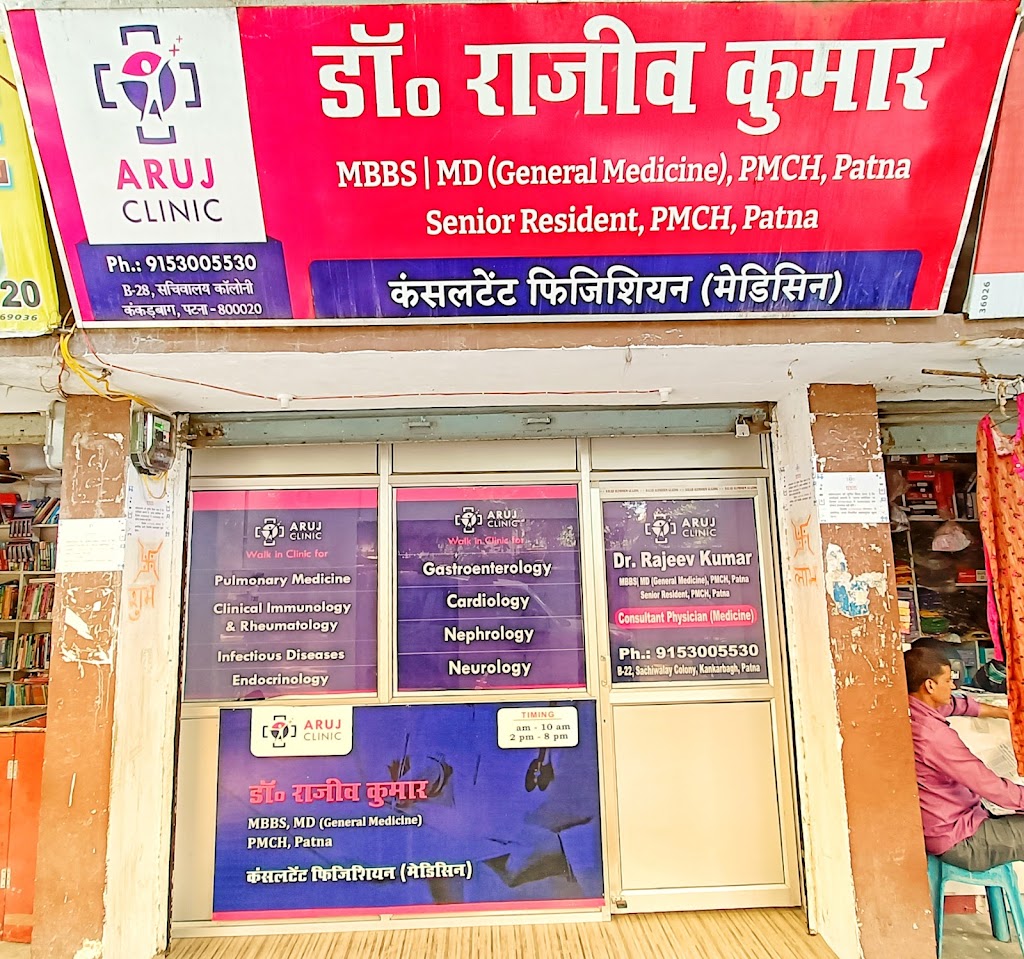 ARUJ
CLINIC
डॉ० राजीव कुमार
MBBS | MD (General Medicine), PMCH, Patna
Senior Resident, PMCH, Patna
कंसलटेंट फिजिशियन (मेडिसिन)
Ph.: 9153005530
B-28, सचिवालय कॉलोनी
कंकड़बाग, पटना - 800020
20
69036
36026
ARUJ
CLINIC
Walk in Clinic for
Pulmonary Medicine
Clinical Immunology
& Rheumatology
Infectious Diseases
Endocrinology
ARUJ
CLINIC
Walk in Clinic for
Gastroenterology
Cardiology
Nephrology
Neurology
ARUJ
CLINIC
Dr. Rajeev Kumar
MBBS| MD (General Medicine), PMCH, Patna
Senior Resident, PMCH, Patna
Consultant Physician (Medicine)
Ph.: 9153005530
B-22, Sachiwalay Colony, Kankarbagh, Patna
ARUJ
CLINIC
TIMING
am - 10 am
2 pm - 8 pm
डॉ० राजीव कुमार
MBBS, MD (General Medicine)
PMCH, Patna
कंसलटेंट फिजिशियन (मेडिसिन)
शुभ
लाभ